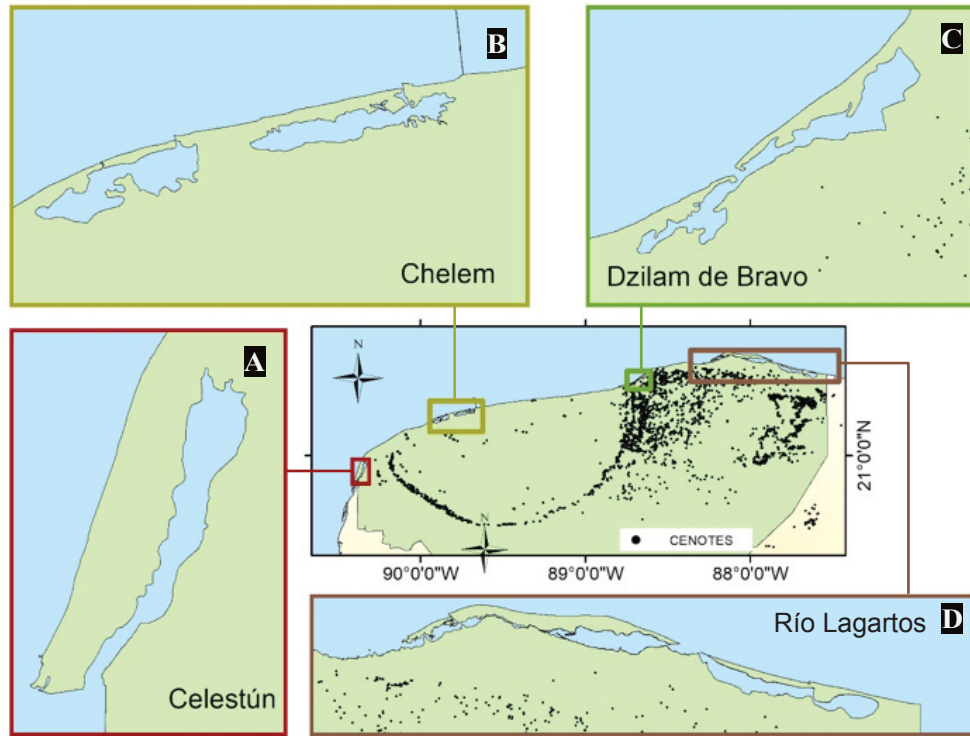 B
Chelem
C
Dzilam de Bravo
A
Celestún
N
N
CENOTES
21°0'0"N
90°0'0"W
89°0'0"W
88°0'0"W
Río Lagartos
D